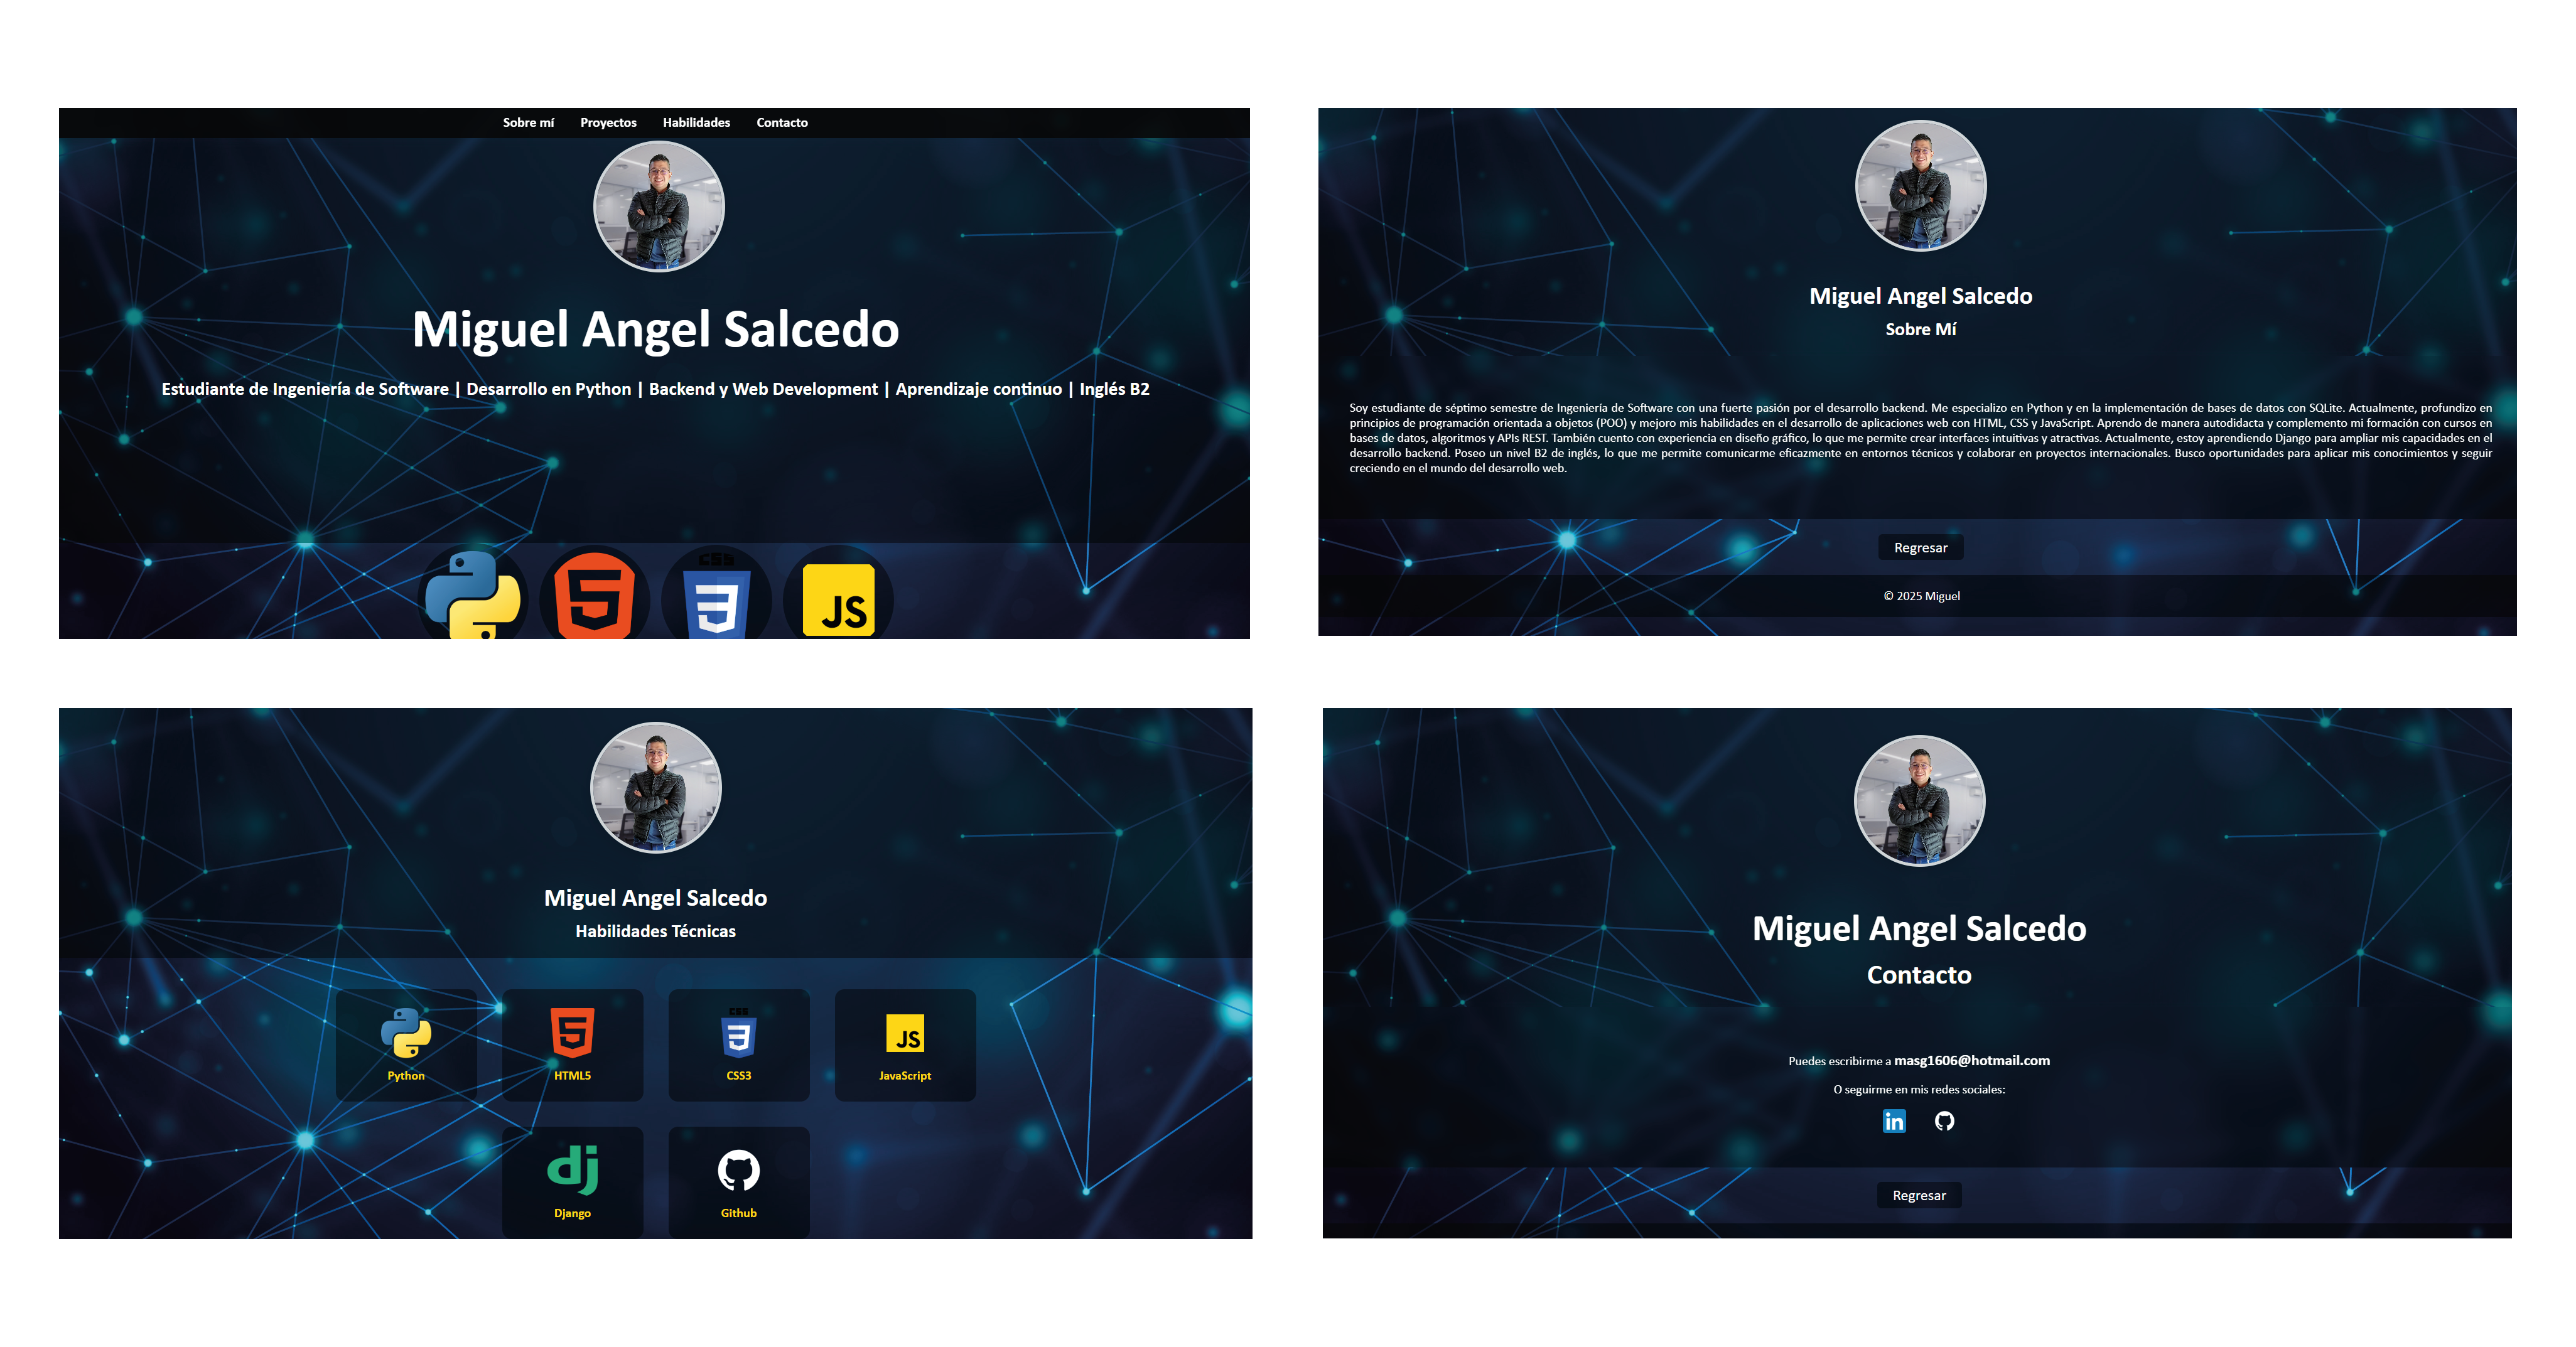 Sobre mí Proyectos Habilidades Contacto
Miguel Angel Salcedo
Estudiante de Ingeniería de Software | Desarrollo en Python | Backend y Web Development | Aprendizaje continuo | Inglés B2
5
CSS
3
JS
Miguel Angel Salcedo
Sobre Mí
Soy estudiante de séptimo semestre de Ingeniería de Software con una fuerte pasión por el desarrollo backend. Me especializo en Python y en la implementación de bases de datos con SQLite. Actualmente, profundizo en
principios de programación orientada a objetos (POO) y mejoro mis habilidades en el desarrollo de aplicaciones web con HTML, CSS y JavaScript. Aprendo de manera autodidacta y complemento mi formación con cursos en
bases de datos, algoritmos y APIs REST. También cuento con experiencia en diseño gráfico, lo que me permite crear interfaces intuitivas y atractivas. Actualmente, estoy aprendiendo Django para ampliar mis capacidades en el
desarrollo backend. Poseo un nivel B2 de inglés, lo que me permite comunicarme eficazmente en entornos técnicos y colaborar en proyectos internacionales. Busco oportunidades para aplicar mis conocimientos y seguir
creciendo en el mundo del desarrollo web.
Regresar
© 2025 Miguel
Miguel Angel Salcedo
Habilidades Técnicas
5
CSS
3
JS
Python HTML5 CSS3 JavaScript
dj
Django Github
Miguel Angel Salcedo
Contacto
Puedes escribirme a masg1606@hotmail.com
O seguirme en mis redes sociales:
in
Regresar